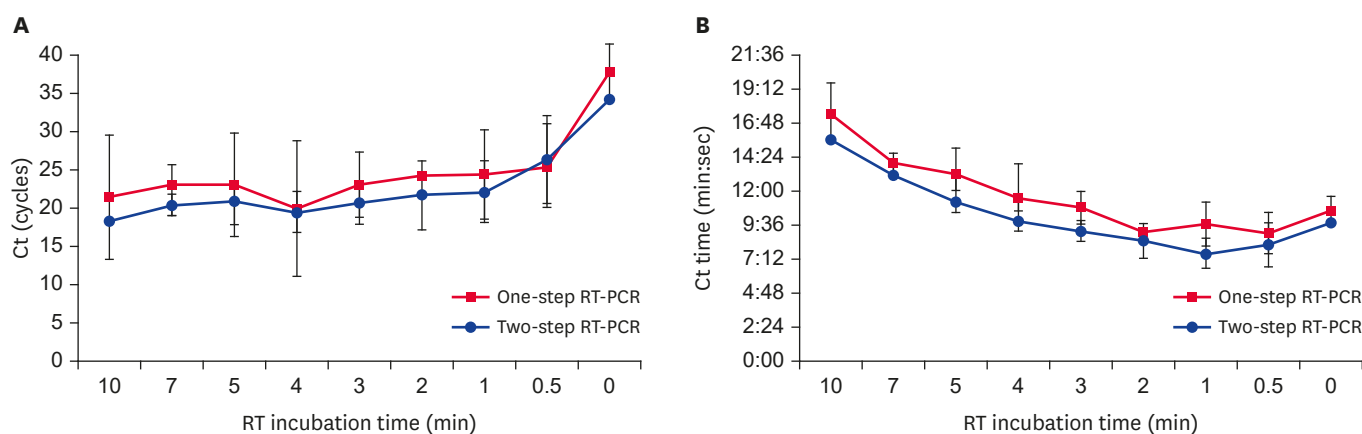 A
40
35
30
25
20
15
10
5
0
Ct (cycles)
10 7 5 4 3 2 1 0.5 0
RT incubation time (min)
One-step RT-PCR
Two-step RT-PCR
B
21:36
19:12
16:48
14:24
12:00
9:36
7:12
4:48
2:24
0:00
Ct time (min:sec)
10 7 5 4 3 2 1 0.5 0
RT incubation time (min)
One-step RT-PCR
Two-step RT-PCR